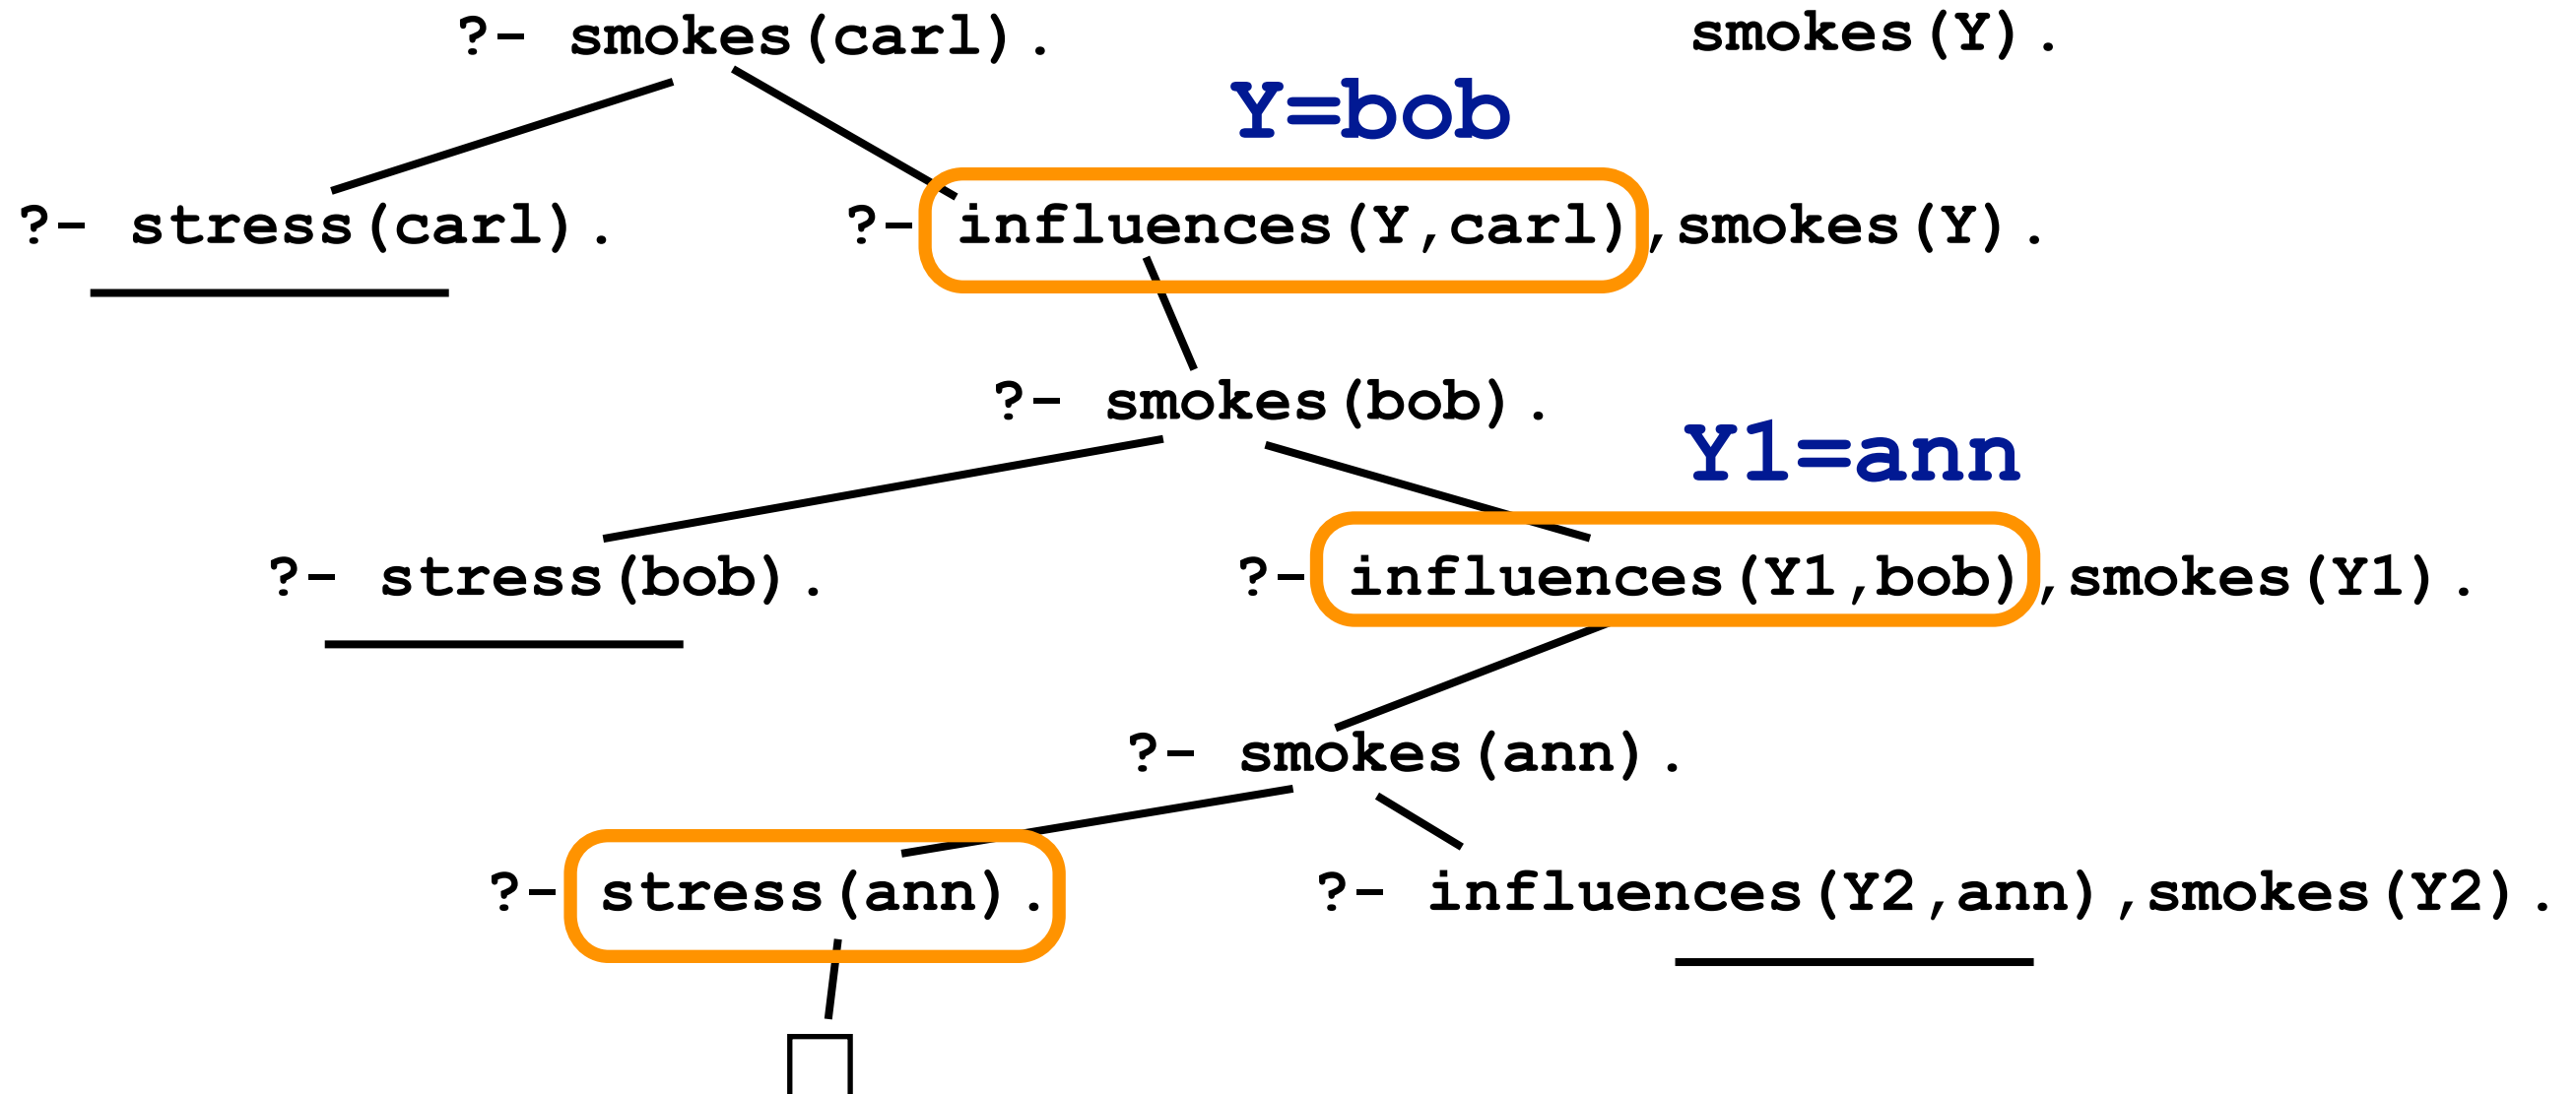 ?- smokes(carl).
smokes(Y).
Y=bob
?- stress(carl).
?- influences(Y,carl),smokes(Y).
?- smokes(bob).
Y1=ann
?- stress(bob).
?- influences(Y1,bob),smokes(Y1).
?- smokes(ann).
?- stress(ann).
?- influences(Y2,ann),smokes(Y2).